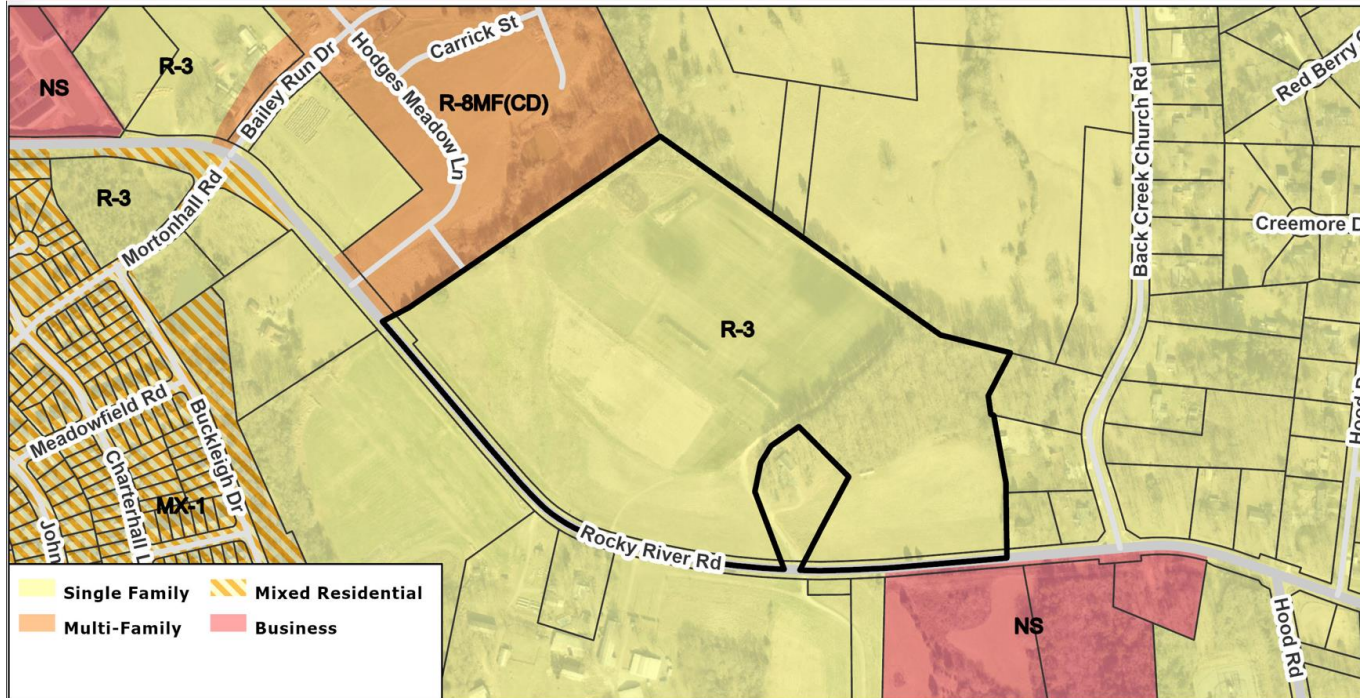 Carrick St
Hodges Meadow Ln
Bailey Run Dr
R-3
NS
R-8MF(CD)
Back Creek Church Rd
Red Berry
R-3
Mortonhall Rd
Creemore D
R-3
Meadowfield Rd
Buckleigh Dr
Charterhall L
MX-1
John
Rocky River Rd
Hood R
NS
Hood Rd
Single Family
Mixed Residential
Multi-Family
Business